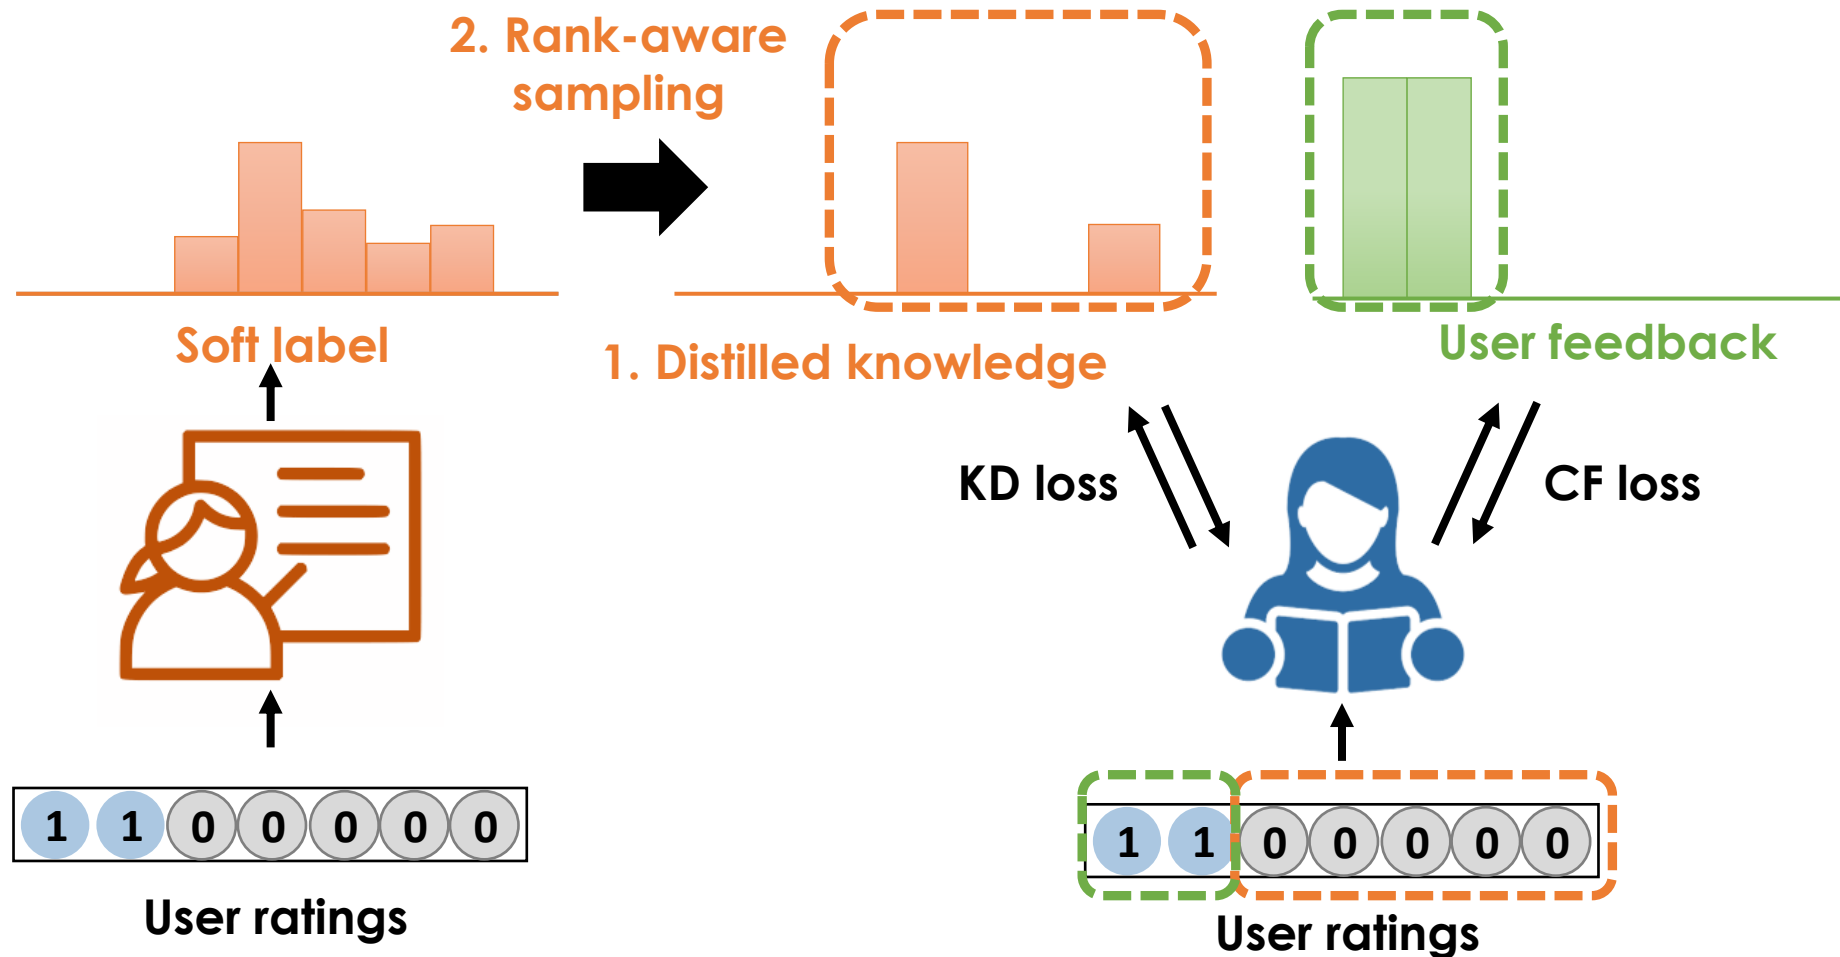 2. Rank-aware
sampling
Soft label
1. Distilled knowledge
User feedback
KD loss
CF loss
1 1 0 0 0 0 0
User ratings
1 1 0 0 0 0 0
User ratings